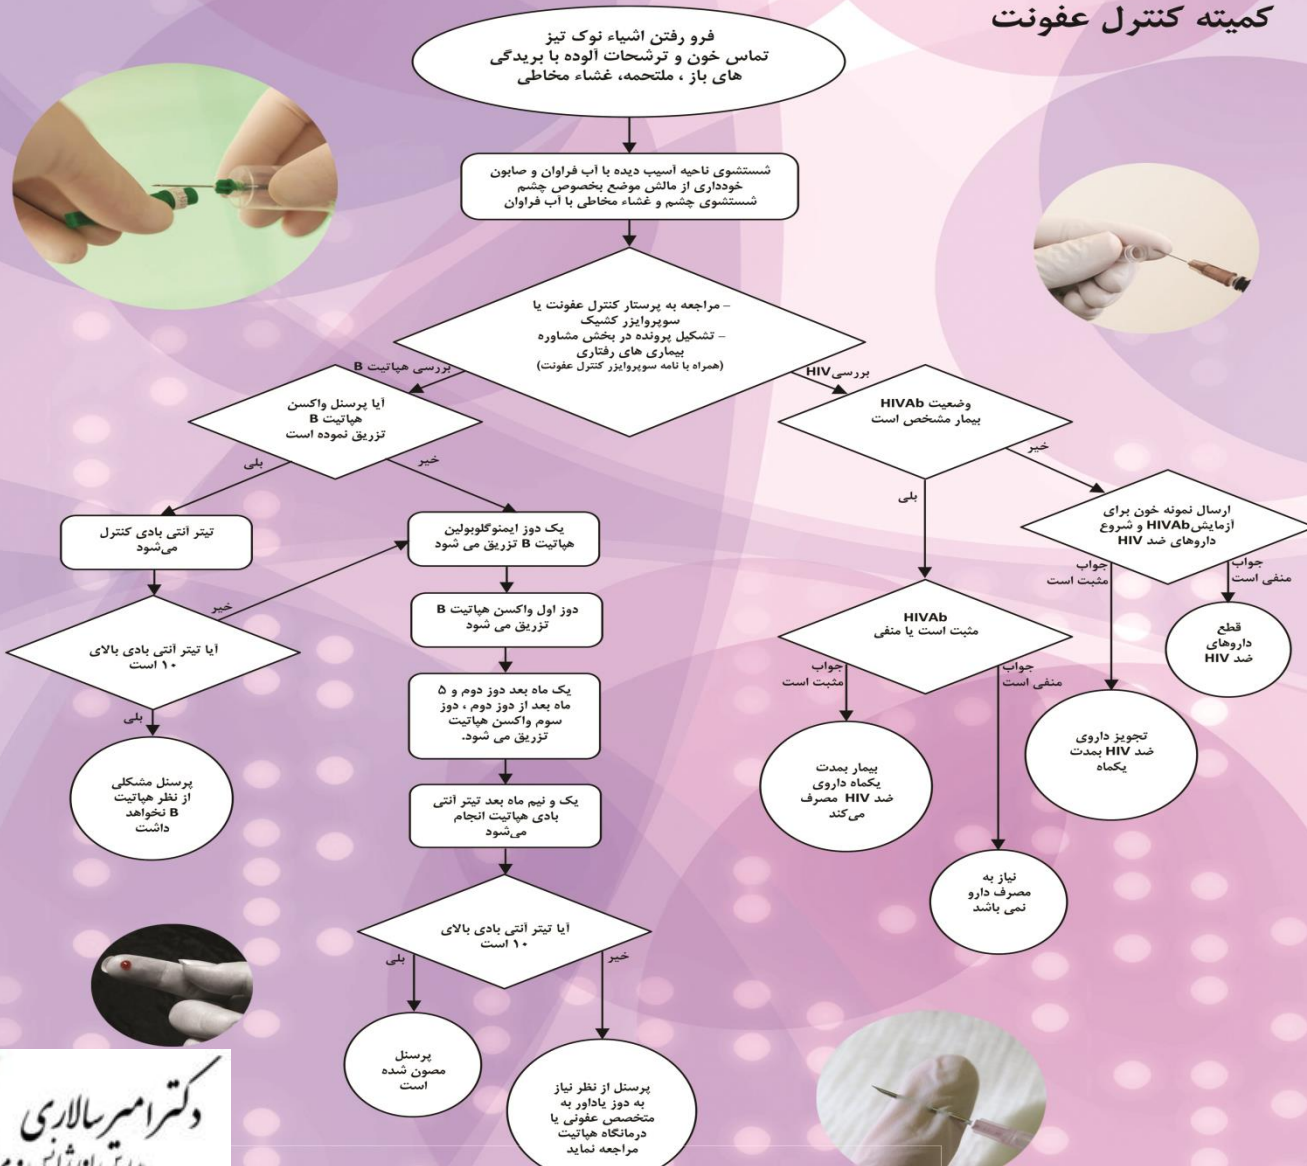 کمیته کنترل عفونت
فرو رفتن اشیاء نوک تیز
تماس خون و ترشحات آلوده با بریدگی
های باز ، ملتحمه، غشاء مخاطی
شستشوی ناحیه آسیب دیده با آب فراوان و صابون
خودداری از مالش موضع بخصوص چشم
شستشوی چشم و غشاء مخاطی با آب فراوان
– مراجعه به پرستار کنترل عفونت یا
سوپروایزر کشیک
– تشکیل پرونده در بخش مشاوره
بیماری های رفتاری
(همراه با نامه سوپروایزر کنترل عفونت)
بررسی HIV
بررسی هپاتیت B
وضعیت HIVAb
بیمار مشخص است
خیر
بلی
ارسال نمونه خون برای
آزمایش HIVAb و شروع
داروهای ضد HIV
جواب
منفی است
جواب
مثبت است
قطع
داروهای
ضد HIV
تجویز داروی
ضد HIV بمدت
یکماه
HIVAb
مثبت است یا منفی
جواب
منفی است
جواب
مثبت است
نیاز به
مصرف دارو
نمی باشد
بیمار بمدت
یکماه داروی
ضد HIV مصرف
می‌کند
آیا پرسنل واکسن
هپاتیت B
تزریق نموده است
خیر
بلی
یک دوز ایمنوگلوبولین
هپاتیت B تزریق می شود
دوز اول واکسن هپاتیت B
تزریق می شود
یک ماه بعد دوز دوم و ۵
ماه بعد از دوز دوم ، دوز
سوم واکسن هپاتیت
تزریق می شود.
یک و نیم ماه بعد تیتر آنتی
بادی هپاتیت انجام
می‌شود
آیا تیتر آنتی بادی بالای
۱۰ است
خیر
بلی
پرسنل از نظر نیاز
به دوز یاداور به
متخصص عفونی یا
درمانگاه هپاتیت
مراجعه نماید
پرسنل
مصون شده
است
تیتر آنتی بادی کنترل
می‌شود
آیا تیتر آنتی بادی بالای
۱۰ است
خیر
بلی
پرسنل مشکلی
از نظر هپاتیت
B نخواهد
داشت
دکتر امیر سالاری